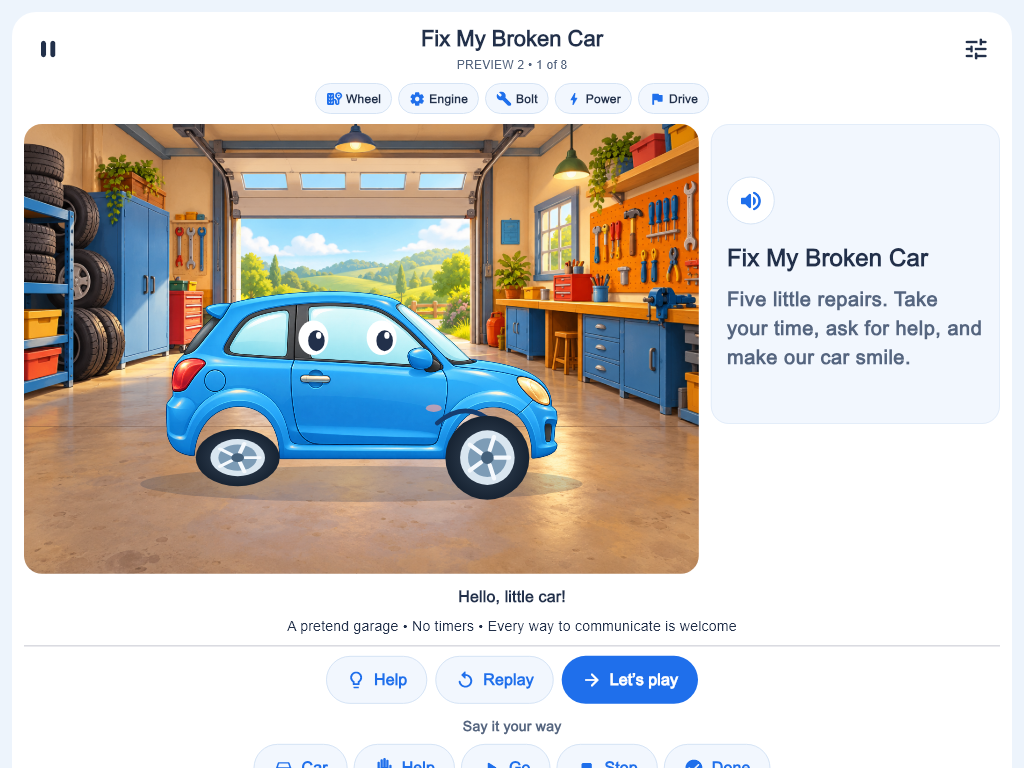 Fix My Broken Car
PREVIEW 2 • 1 of 8
Wheel
Engine
Bolt
Power
Drive
Fix My Broken Car
Five little repairs. Take
your time, ask for help, and
make our car smile.
Hello, little car!
A pretend garage • No timers • Every way to communicate is welcome
Help
Replay
Let's play
Say it your way
Car
Help
Go
Stop
Done